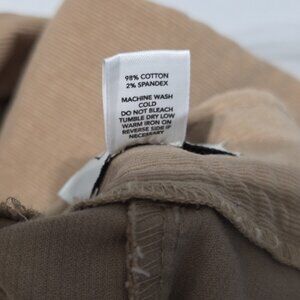 98% COTTON
2% SPANDEX
MACHINE WASH
COLD
DO NOT BLEACH
TUMBLE DRY LOW
WARM IRON ON
REVERSE SIDE IF
NECESSARY